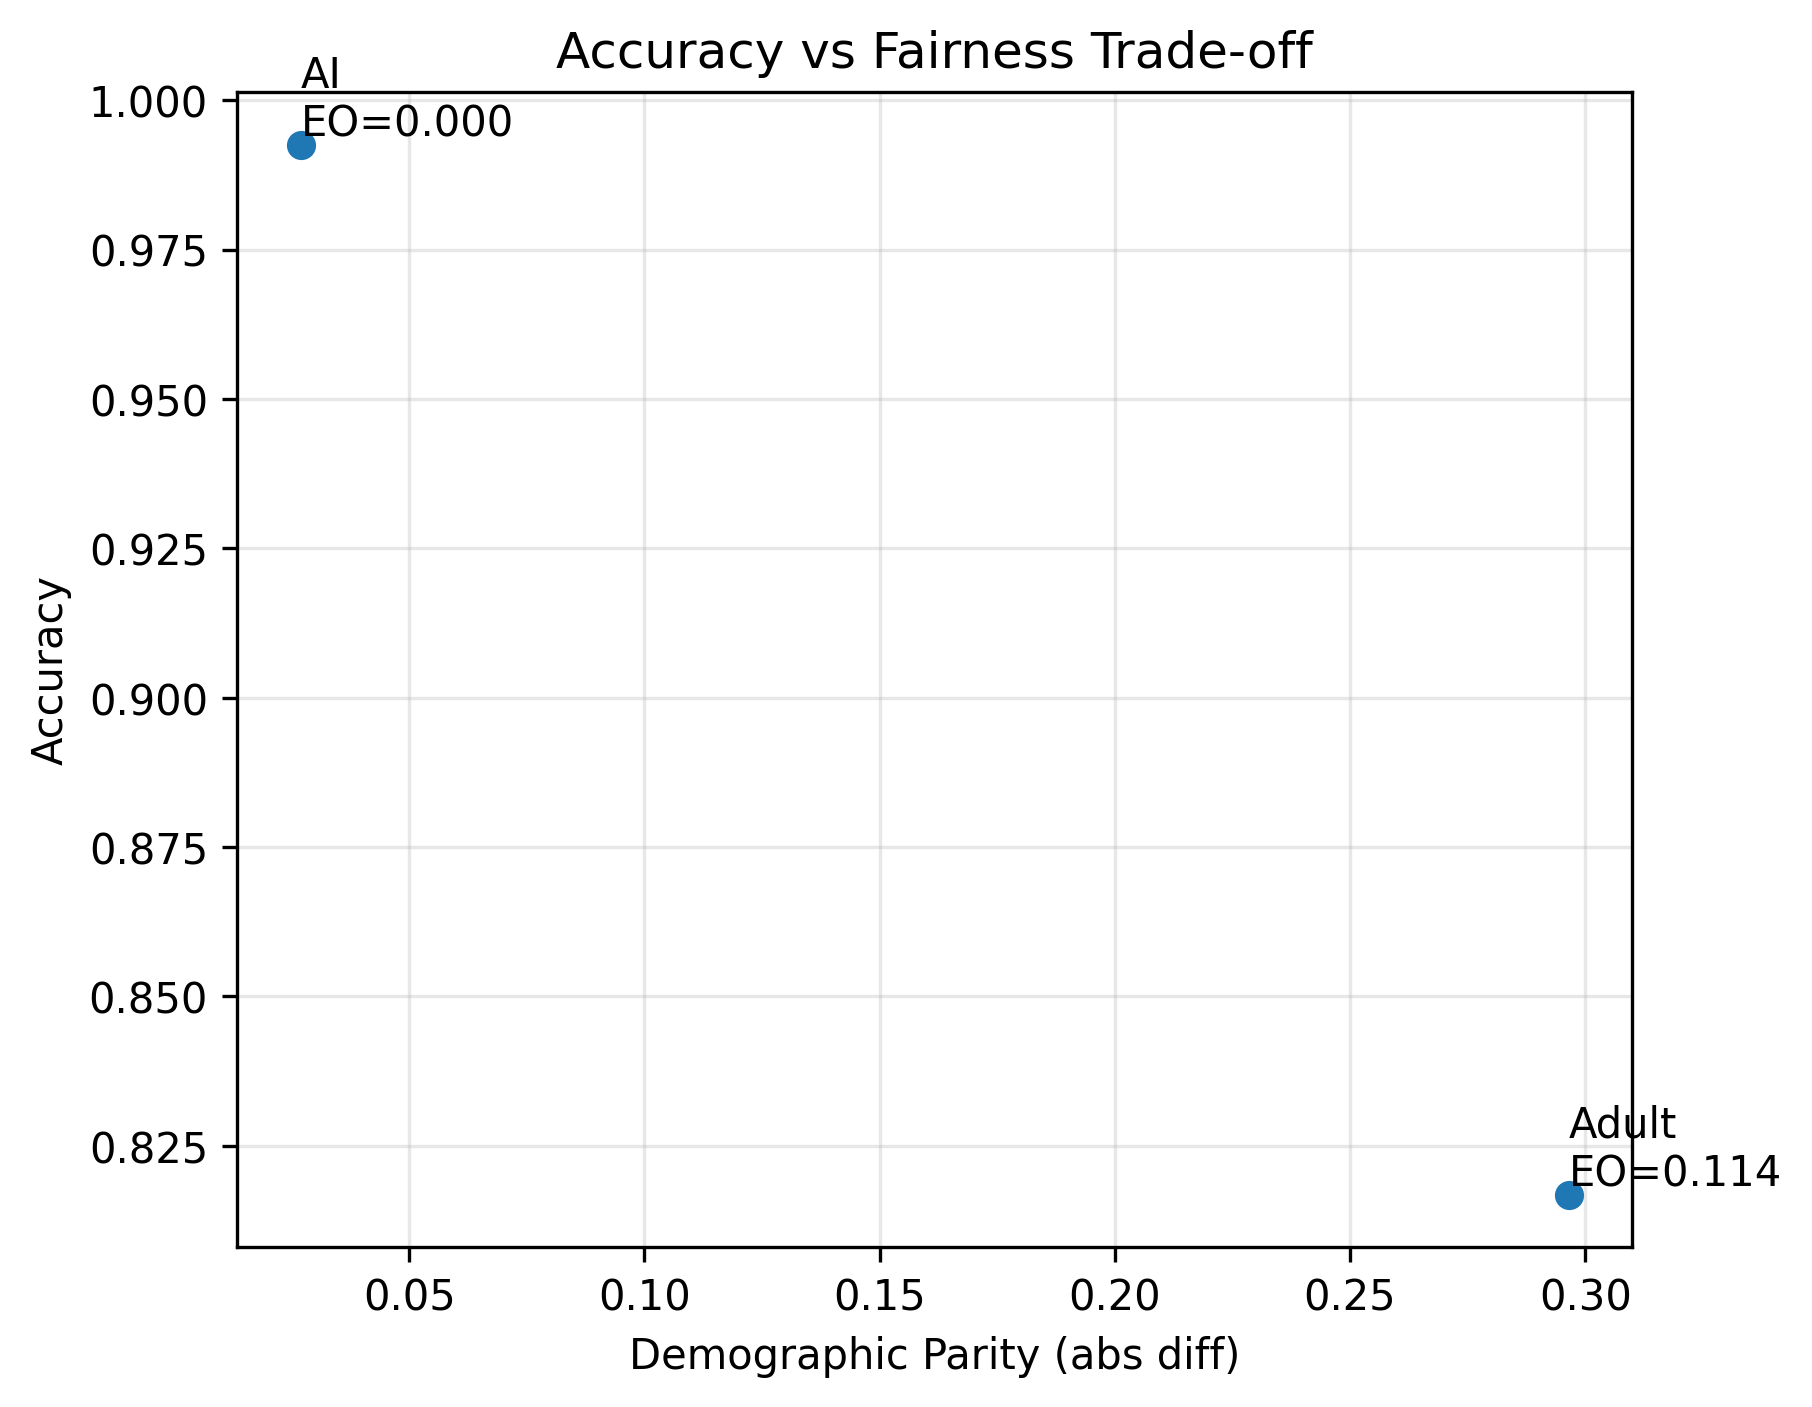 Accuracy vs Fairness Trade-off
AI
EO=0.000
1.000
0.975
0.950
0.925
0.900
0.875
0.850
0.825
Accuracy
Adult
EO=0.114
0.05
0.10
0.15
0.20
0.25
0.30
Demographic Parity (abs diff)